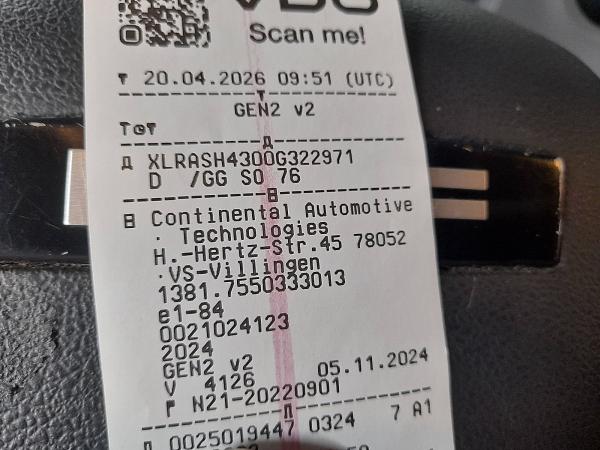 VDO
Scan me!
20.04.2026 09:51 (UTC)
GEN2 v2
XLRASH4300G322971
D /GG SO 76
Continental Automotive
. Technologies
H.-Hertz-Str.45 78052
.VS-Villingen
1381.7550333013
e1-84
0021024123
2024
GEN2 v2
V 4126 05.11.2024
N21-20220901
0025019447 0324 7 A1